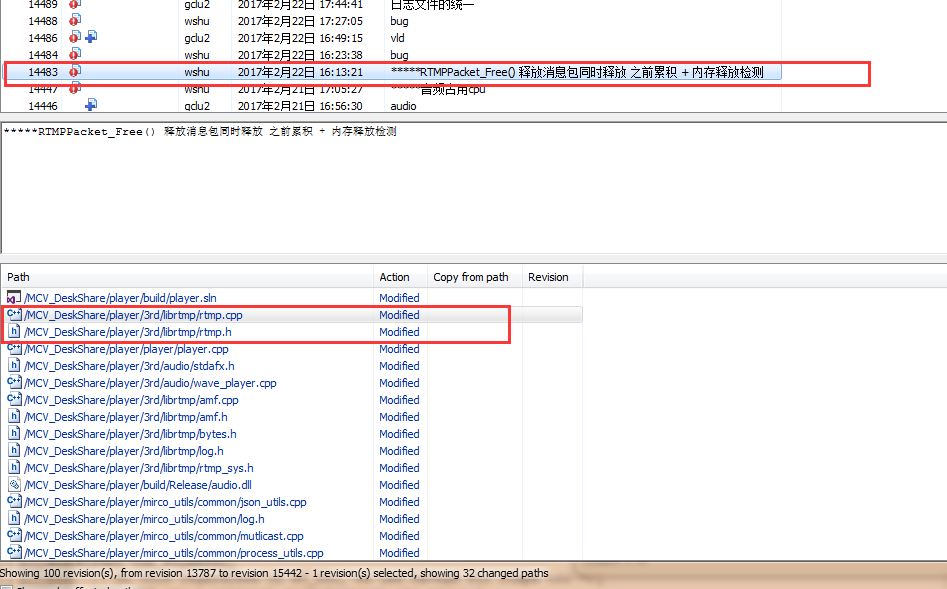 14489 gclu2 2017年2月22日 17:44:41 日志文件的统一
14488 wshu 2017年2月22日 17:27:05 bug
14486 gclu2 2017年2月22日 16:49:15 vld
14484 wshu 2017年2月22日 16:23:38 bug
14483 wshu 2017年2月22日 16:13:21 *****RTMPPacket_Free() 释放消息包同时释放 之前累积 + 内存释放检测
14447 wshu 2017年2月21日 17:05:27 *****音频占用cpu
14446 gclu2 2017年2月21日 16:56:30 audio
*****RTMPPacket_Free() 释放消息包同时释放 之前累积 + 内存释放检测
Path Action Copy from path Revision
/MCV_DeskShare/player/build/player.sln Modified
/MCV_DeskShare/player/3rd/librtmp/rtmp.cpp Modified
/MCV_DeskShare/player/3rd/librtmp/rtmp.h Modified
/MCV_DeskShare/player/player/player.cpp Modified
/MCV_DeskShare/player/3rd/audio/stdafx.h Modified
/MCV_DeskShare/player/3rd/audio/wave_player.cpp Modified
/MCV_DeskShare/player/3rd/librtmp/amf.cpp Modified
/MCV_DeskShare/player/3rd/librtmp/amf.h Modified
/MCV_DeskShare/player/3rd/librtmp/bytes.h Modified
/MCV_DeskShare/player/3rd/librtmp/log.h Modified
/MCV_DeskShare/player/3rd/librtmp/rtmp_sys.h Modified
/MCV_DeskShare/player/build/Release/audio.dll Modified
/MCV_DeskShare/player/mirco_utils/common/json_utils.cpp Modified
/MCV_DeskShare/player/mirco_utils/common/log.h Modified
/MCV_DeskShare/player/mirco_utils/common/mutlicast.cpp Modified
/MCV_DeskShare/player/mirco_utils/common/process_utils.cpp Modified
Showing 100 revision(s), from revision 13787 to revision 15442 - 1 revision(s) selected, showing 32 changed paths